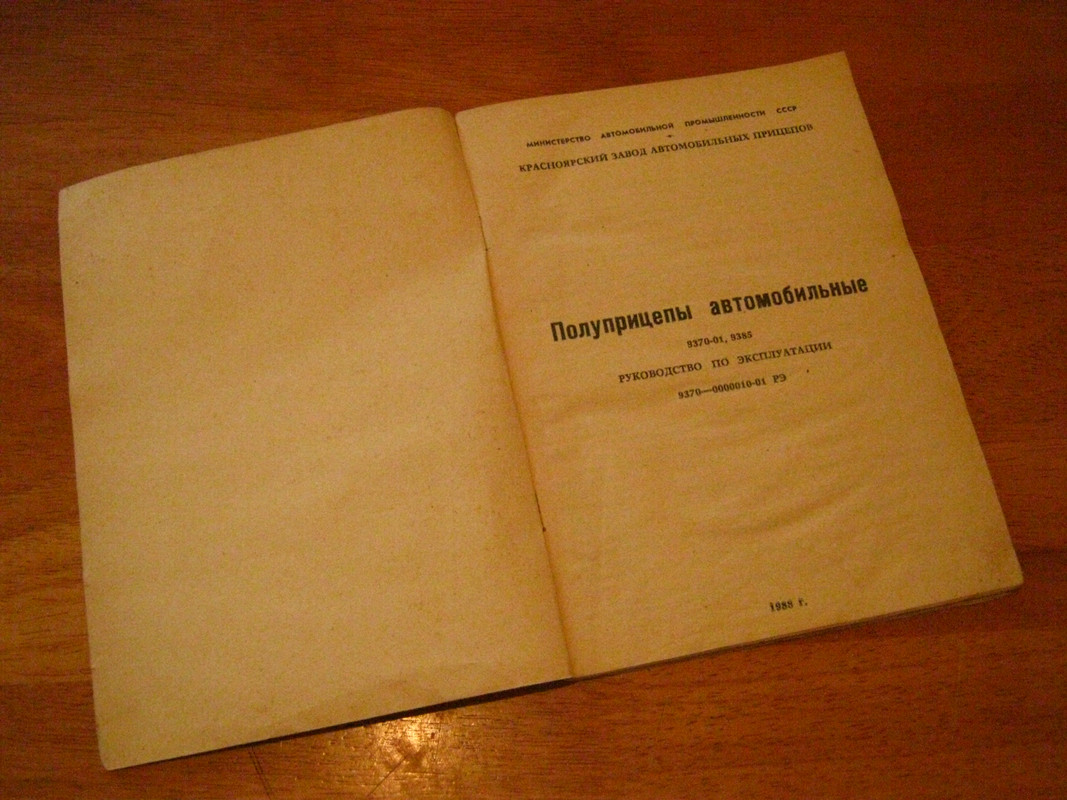 МИНИСТЕРСТВО АВТОМОБИЛЬНОЙ ПРОМЫШЛЕННОСТИ СССР
КРАСНОЯРСКИЙ ЗАВОД АВТОМОБИЛЬНЫХ ПРИЦЕПОВ
Полуприцепы автомобильные
9370-01, 9385
РУКОВОДСТВО ПО ЭКСПЛУАТАЦИИ
9370—0000010-01 РЭ
1988 г.